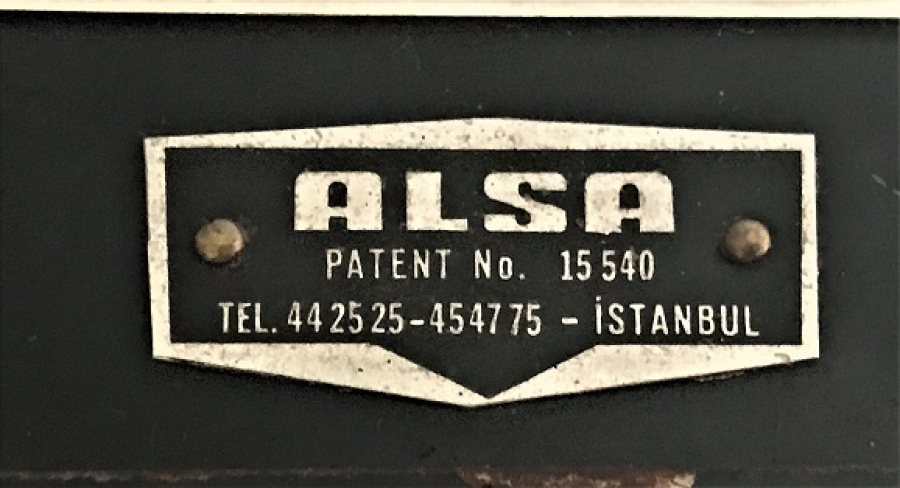 ALSA
PATENT No. 15540
TEL. 442525-454775 - İSTANBUL